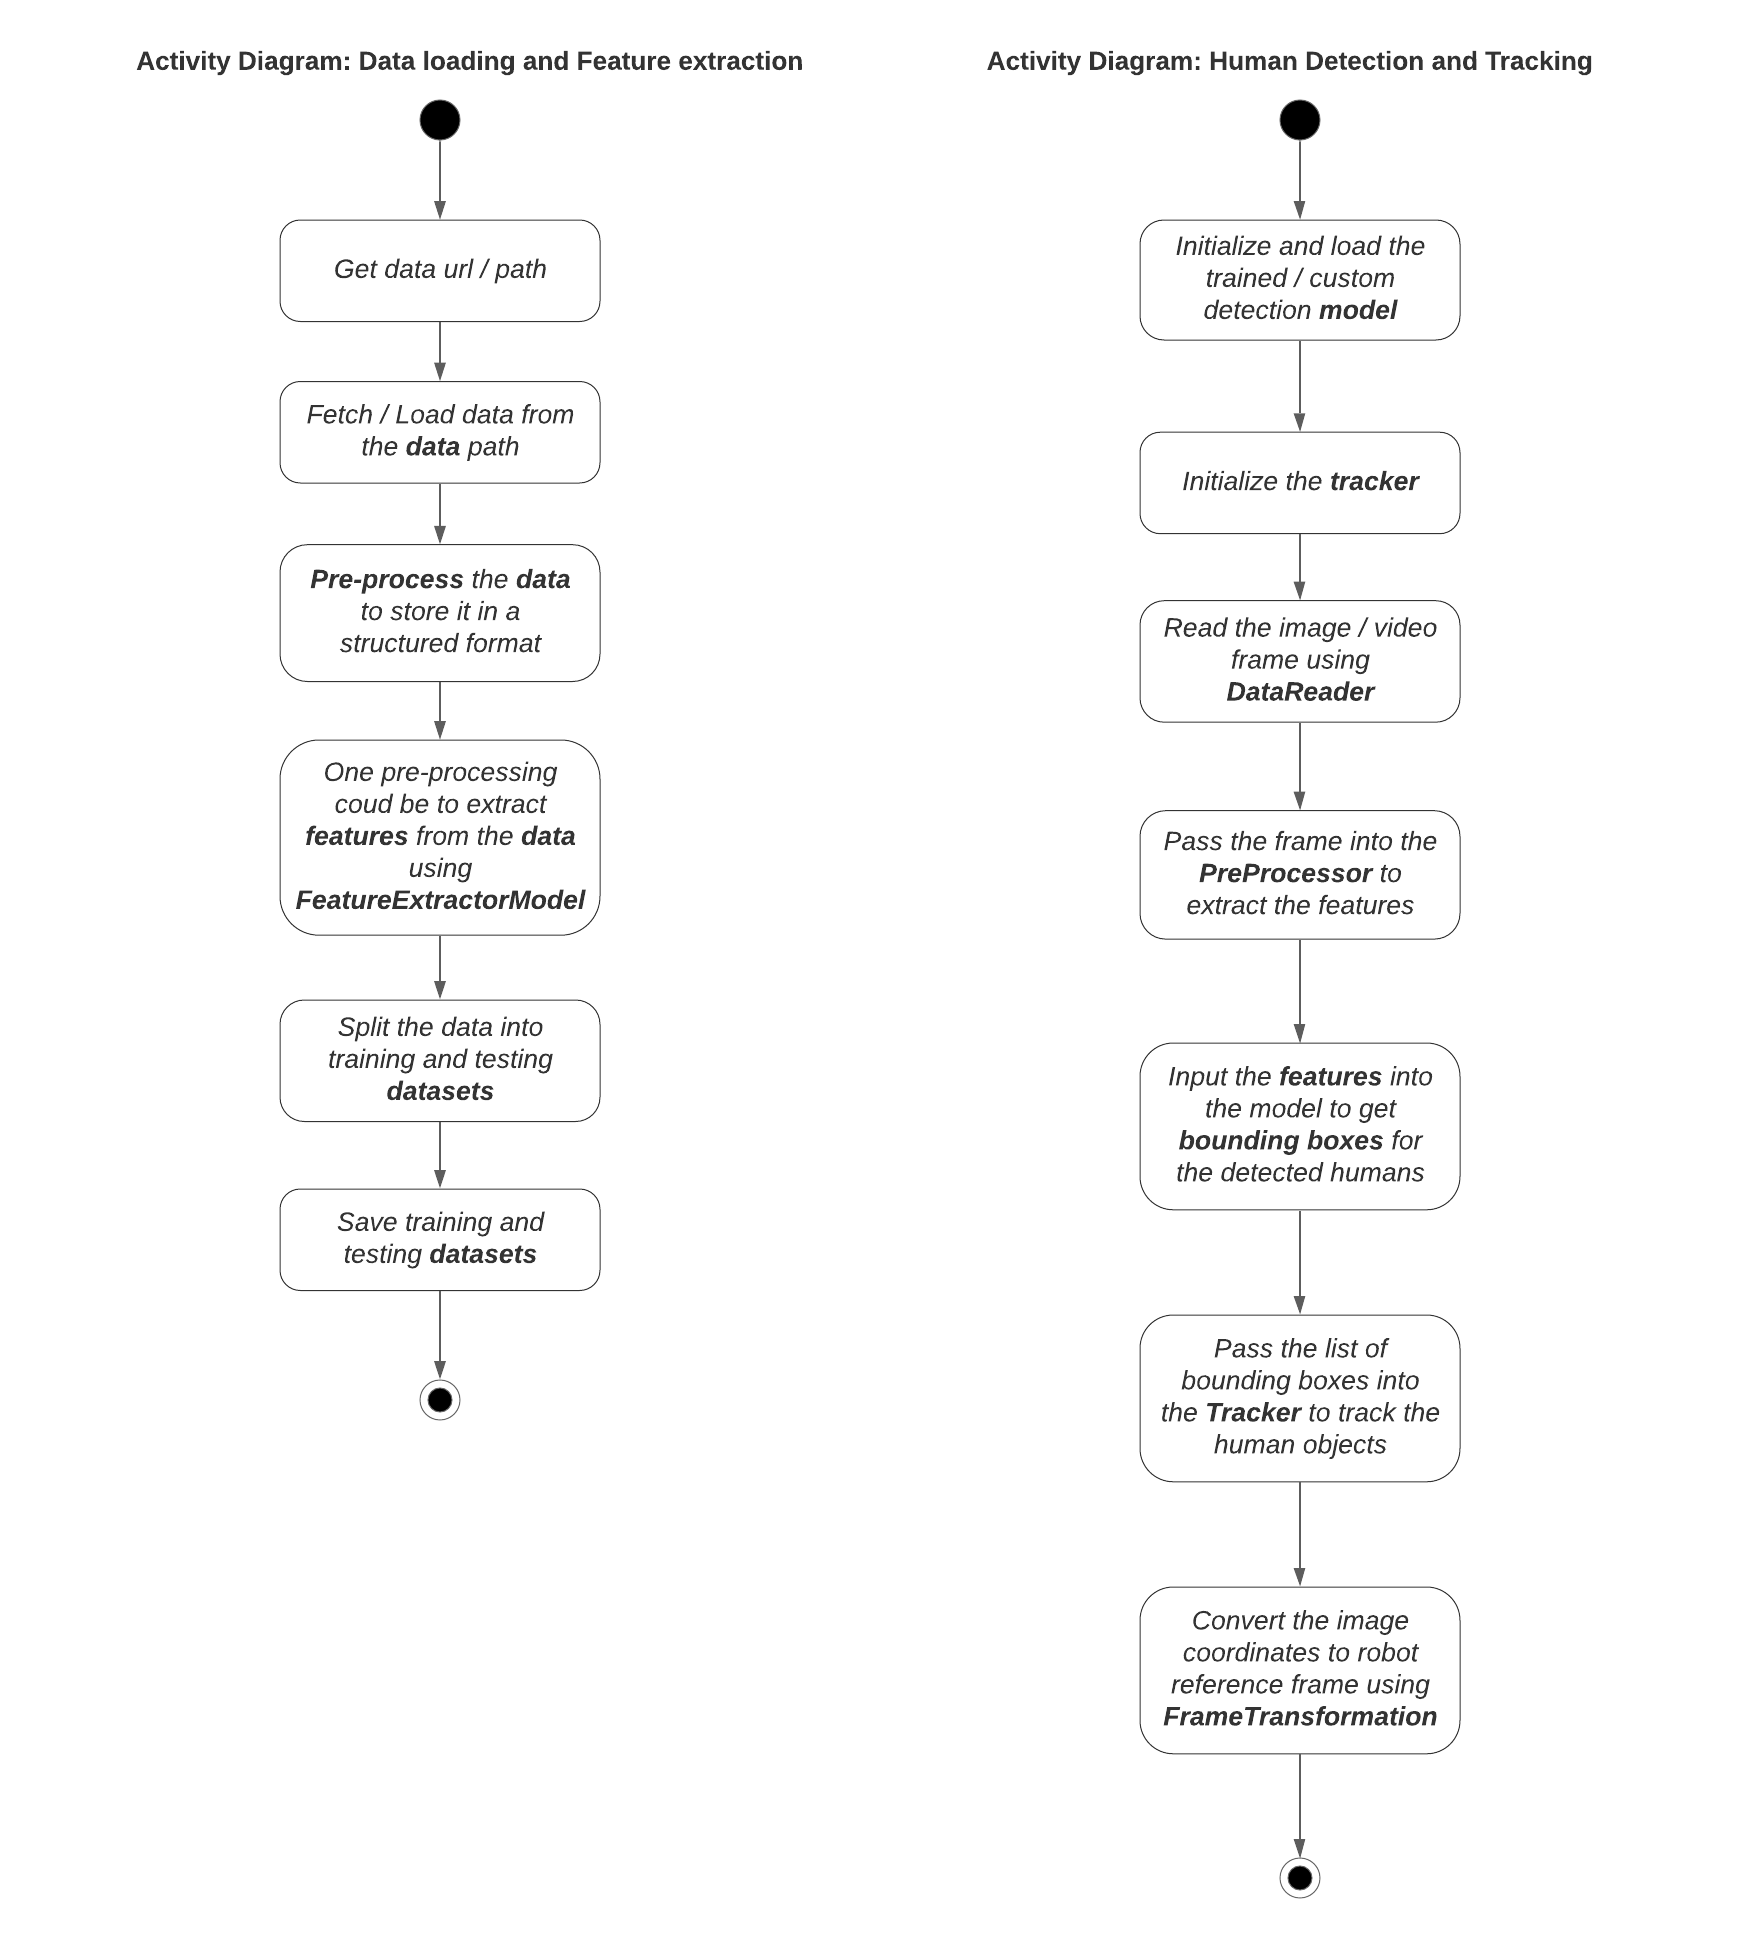 Activity Diagram: Data loading and Feature extraction
Get data url / path
Fetch / Load data from
the data path
Pre-process the data
to store it in a
structured format
One pre-processing
coud be to extract
features from the data
using
FeatureExtractorModel
Split the data into
training and testing
datasets
Save training and
testing datasets
Activity Diagram: Human Detection and Tracking
Initialize and load the
trained / custom
detection model
Initialize the tracker
Read the image / video
frame using
DataReader
Pass the frame into the
PreProcessor to
extract the features
Input the features into
the model to get
bounding boxes for
the detected humans
Pass the list of
bounding boxes into
the Tracker to track the
human objects
Convert the image
coordinates to robot
reference frame using
FrameTransformation